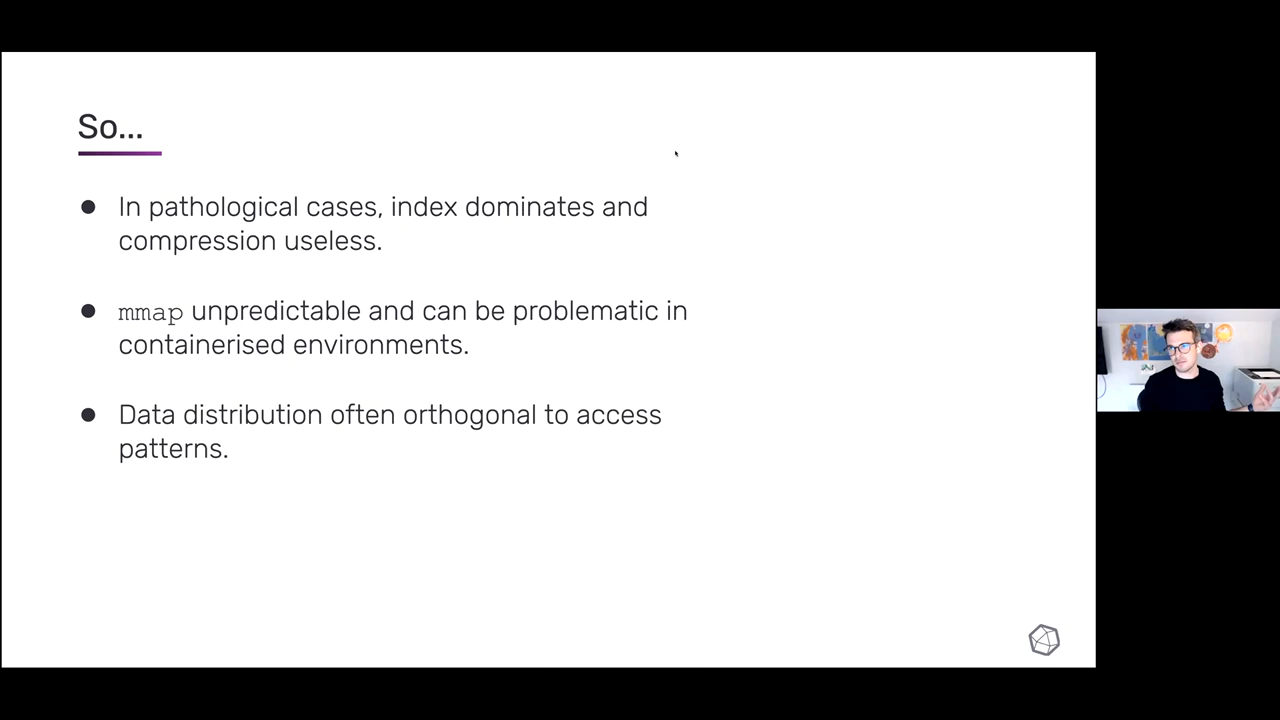 So...
● In pathological cases, index dominates and
compression useless.
● mmap unpredictable and can be problematic in
containerised environments.
● Data distribution often orthogonal to access
patterns.